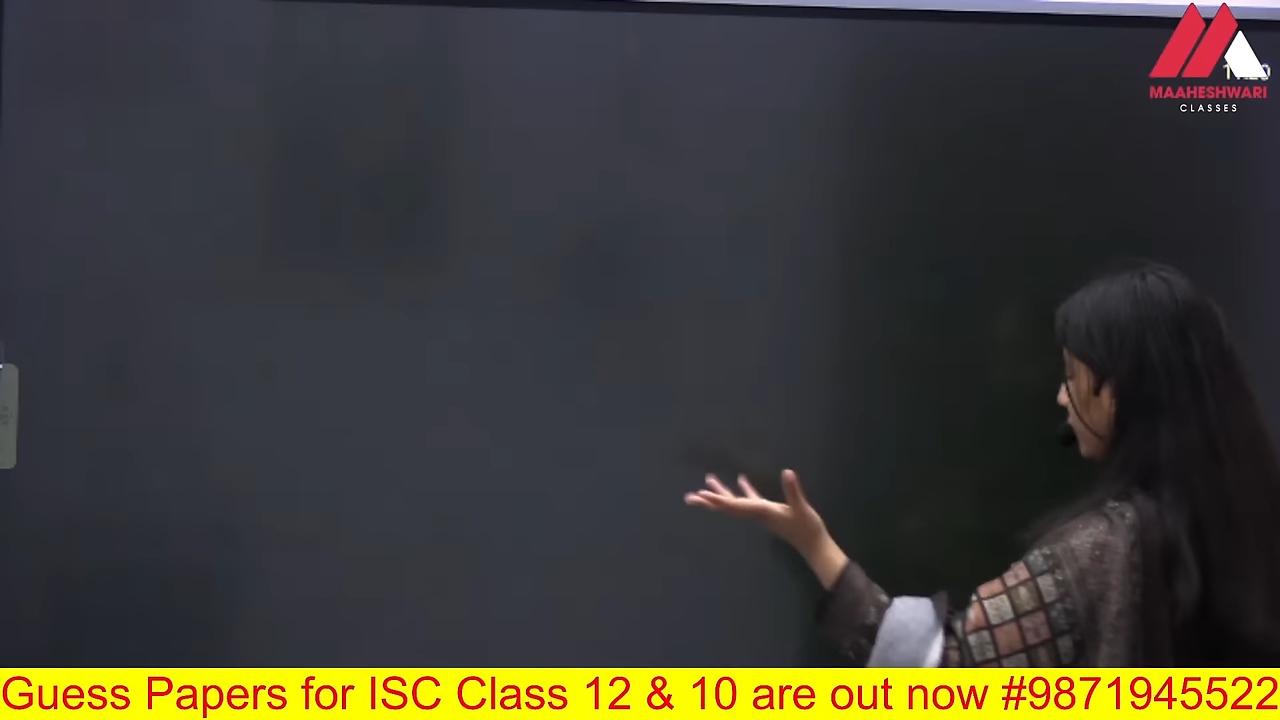 MAAHESHWARI
CLASSES
Guess Papers for ISC Class 12 & 10 are out now #9871945522